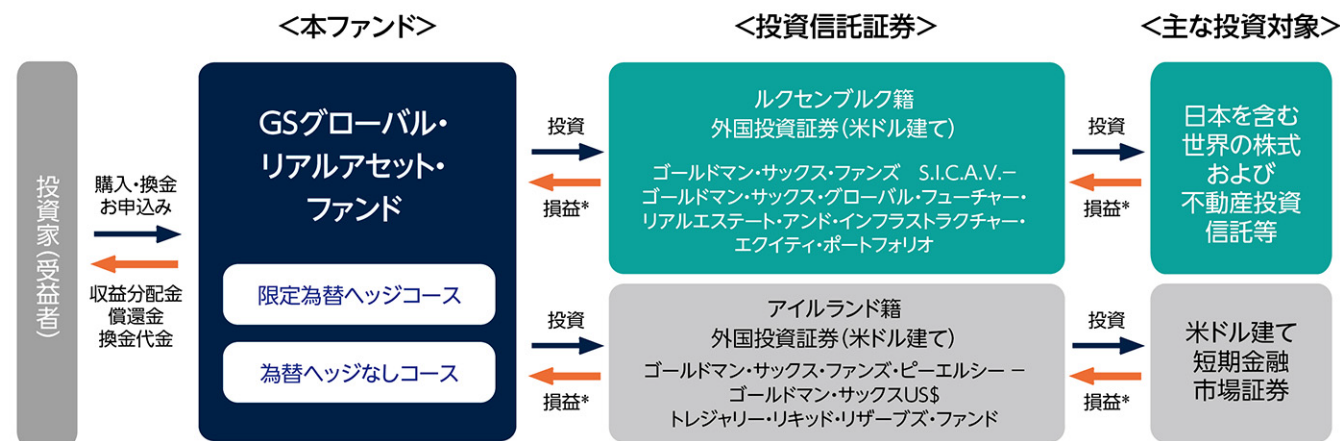 <本ファンド>
<投資信託証券>
<主な投資対象>
投資家(受益者)
購入・換金
お申込み
収益分配金
償還金
換金代金
GSグローバル・
リアルアセット・
ファンド
限定為替ヘッジコース
為替ヘッジなしコース
投資
損益*
ルクセンブルク籍
外国投資証券(米ドル建て)
ゴールドマン・サックス・ファンズ S.I.C.A.V.−
ゴールドマン・サックス・グローバル・フューチャー・
リアルエステート・アンド・インフラストラクチャー・
エクイティ・ポートフォリオ
投資
損益*
日本を含む
世界の株式
および
不動産投資
信託等
投資
損益*
アイルランド籍
外国投資証券(米ドル建て)
ゴールドマン・サックス・ファンズ・ピーエルシー −
ゴールドマン・サックスUS$
トレジャリー・リキッド・リザーブズ・ファンド
投資
損益*
米ドル建て
短期金融
市場証券